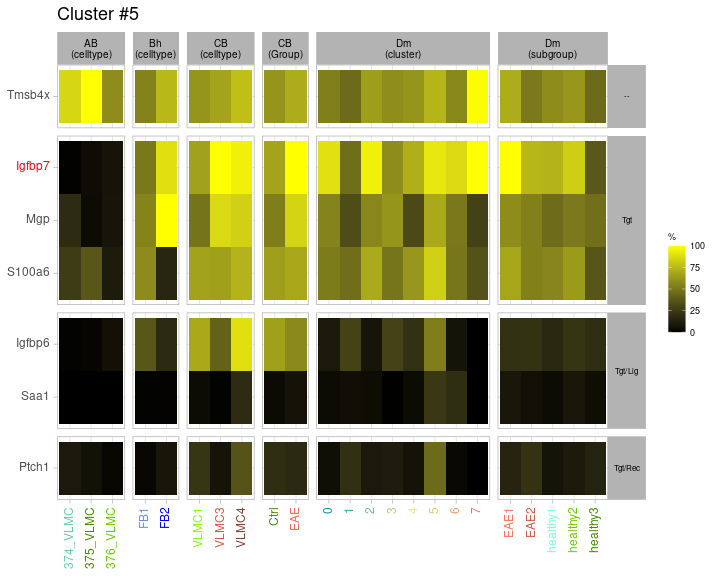 Cluster #5
AB
(celltype)
Bh
(celltype)
CB
(celltype)
CB
(Group)
Dm
(cluster)
Dm
(subgroup)
Tmsb4x
--
Igfbp7
Mgp
S100a6
Tgt
Igfbp6
Saa1
Tgt/Lig
Ptch1
Tgt/Rec
%
100
75
50
25
0
374_VLMC
375_VLMC
376_VLMC
FB1
FB2
VLMC1
VLMC3
VLMC4
Ctrl
EAE
0
1
2
3
4
5
6
7
EAE1
EAE2
healthy1
healthy2
healthy3